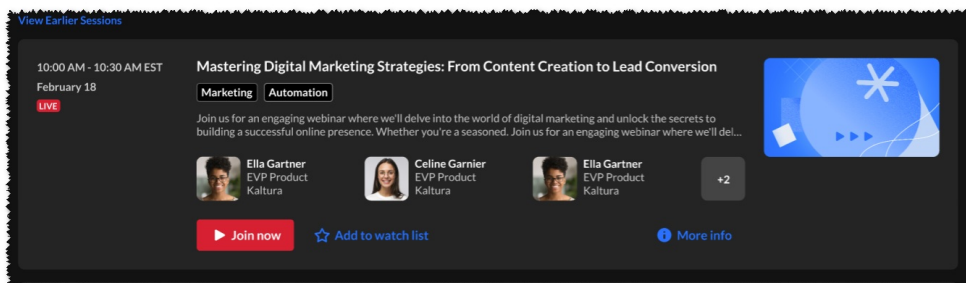 View Earlier Sessions
10:00 AM - 10:30 AM EST
February 18
LIVE
Mastering Digital Marketing Strategies: From Content Creation to Lead Conversion
Marketing Automation
Join us for an engaging webinar where we'll delve into the world of digital marketing and unlock the secrets to
building a successful online presence. Whether you're a seasoned. Join us for an engaging webinar where we'll del...
Ella Gartner
EVP Product
Kaltura
Celine Garnier
EVP Product
Kaltura
Ella Gartner
EVP Product
Kaltura
+2
Join now
Add to watch list
More info